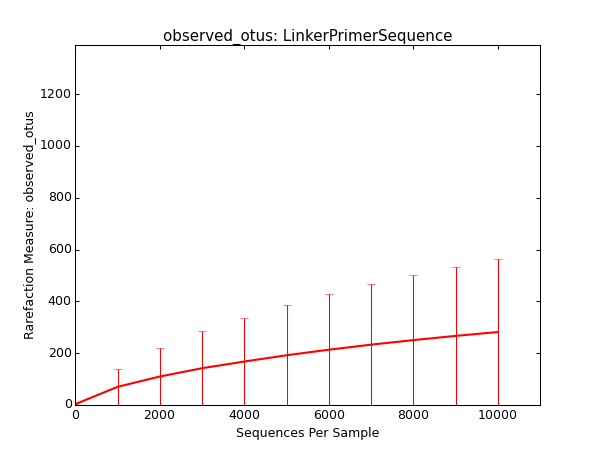 observed_otus: LinkerPrimerSequence
1200
1000
800
600
400
200
0
0 2000 4000 6000 8000 10000
Rarefaction Measure: observed_otus
Sequences Per Sample